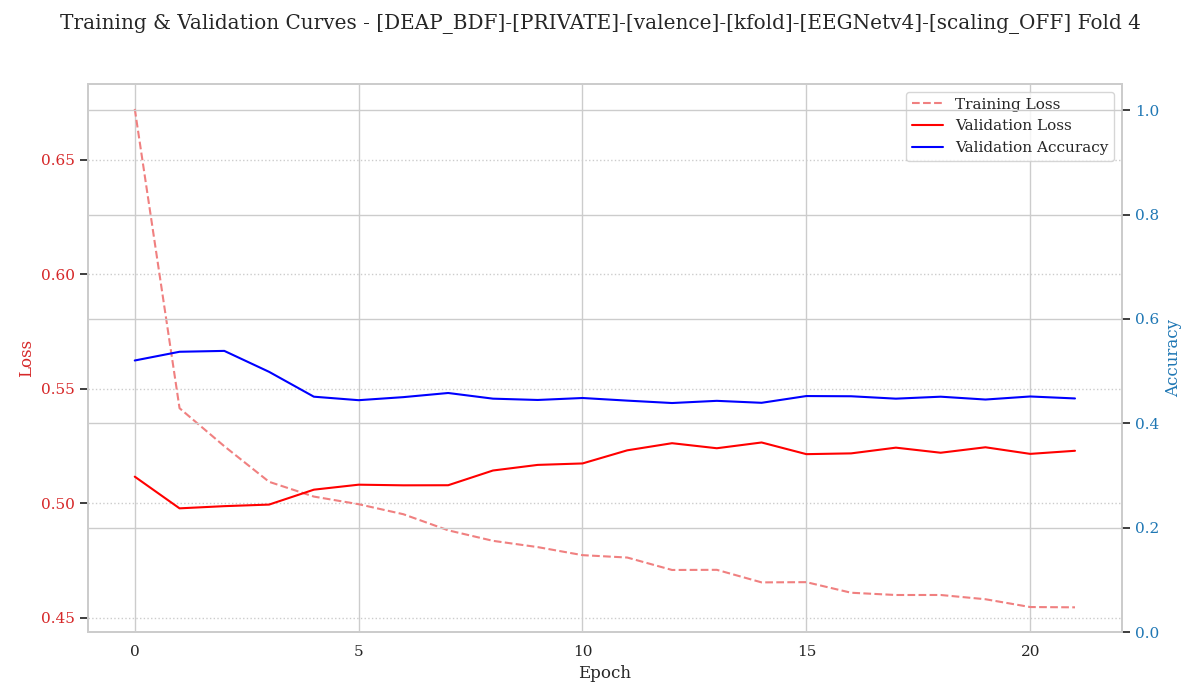 Training & Validation Curves - [DEAP_BDF]-[PRIVATE]-[valence]-[kfold]-[EEGNetv4]-[scaling_OFF] Fold 4
Training Loss
Validation Loss
Validation Accuracy
Loss
0.65
0.60
0.55
0.50
0.45
1.0
0.8
0.6
0.4
0.2
0.0
Accuracy
0 5 10 15 20
Epoch